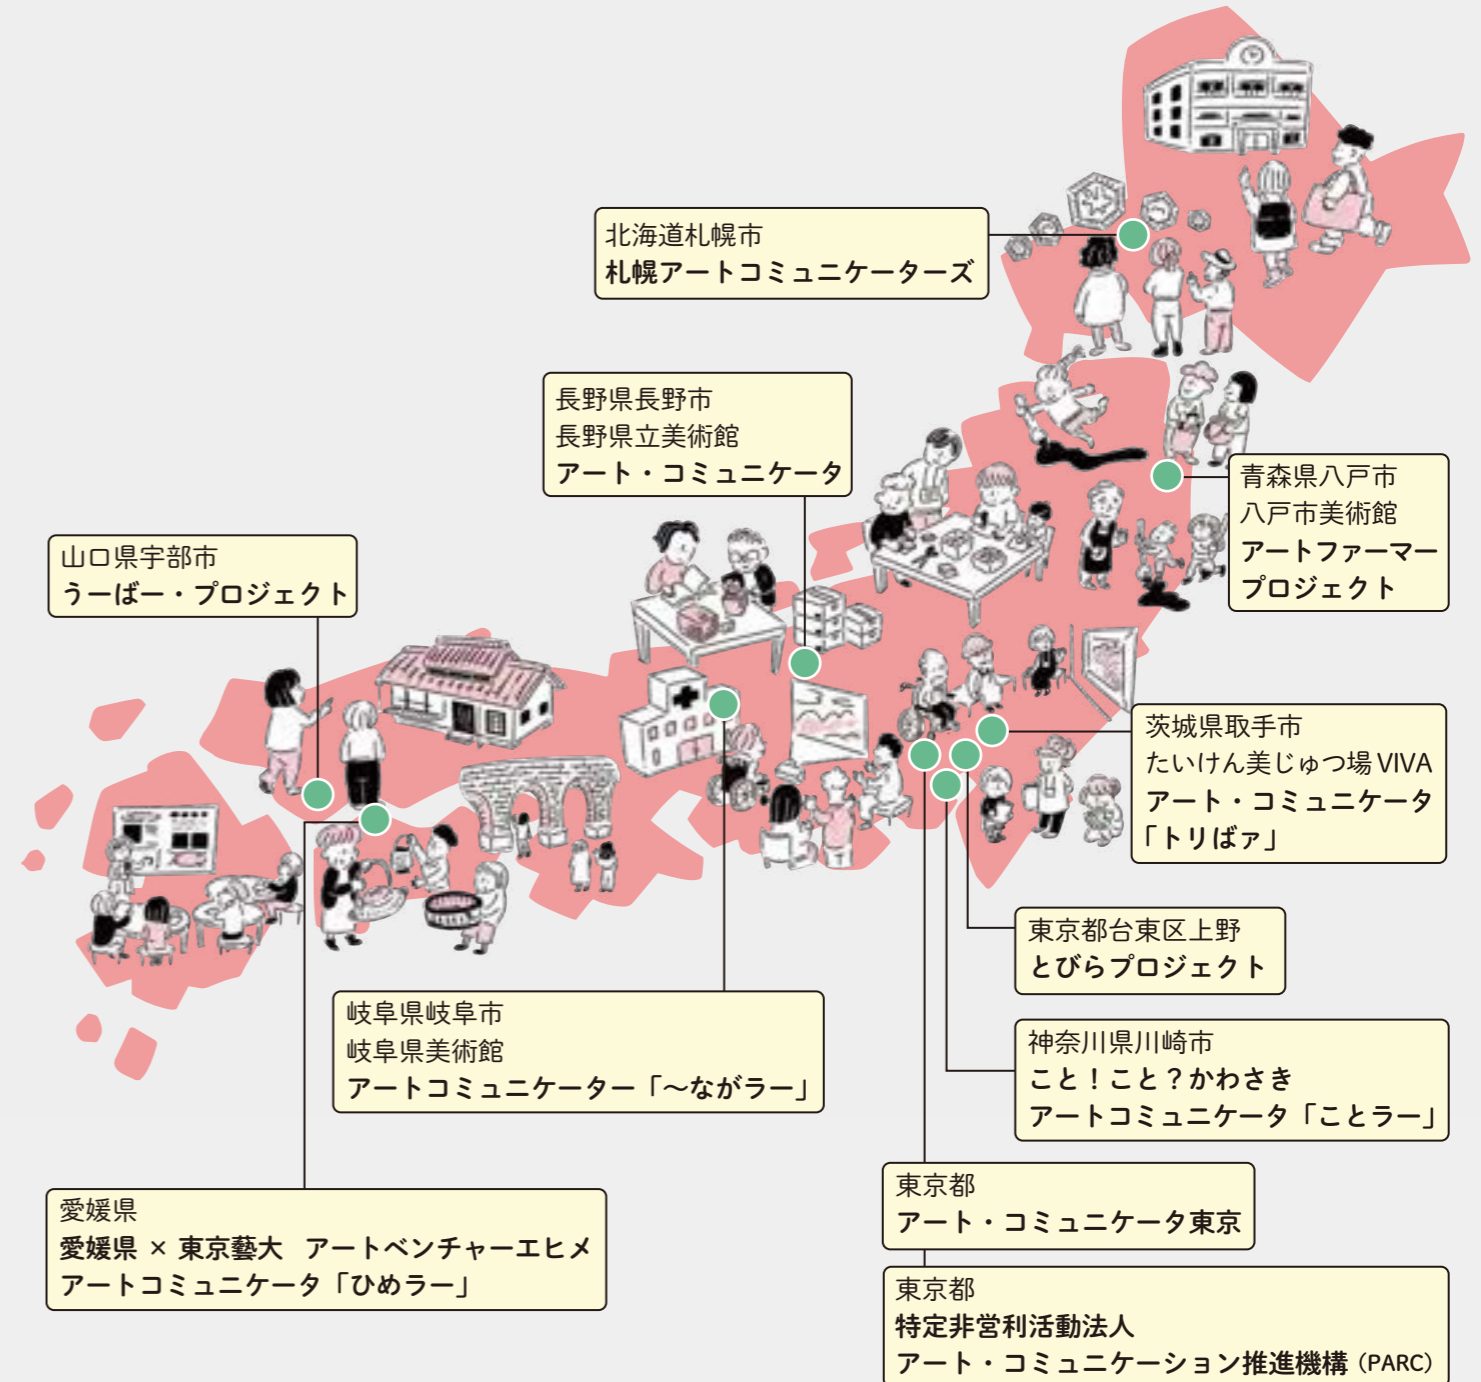 北海道札幌市
札幌アートコミュニケーターズ
長野県長野市
長野県立美術館
アート・コミュニケータ
青森県八戸市
八戸市美術館
アートファーマー
プロジェクト
山口県宇部市
うーばー・プロジェクト
茨城県取手市
たいけん美じゅつ場 VIVA
アート・コミュニケータ
「トリばァ」
東京都台東区上野
とびらプロジェクト
岐阜県岐阜市
岐阜県美術館
アートコミュニケーター「～ながラー」
神奈川県川崎市
こと！こと？かわさき
アートコミュニケータ「ことラー」
東京都
アート・コミュニケータ東京
愛媛県
愛媛県 × 東京藝大 アートベンチャーエヒメ
アートコミュニケータ「ひめラー」
東京都
特定非営利活動法人
アート・コミュニケーション推進機構（PARC）